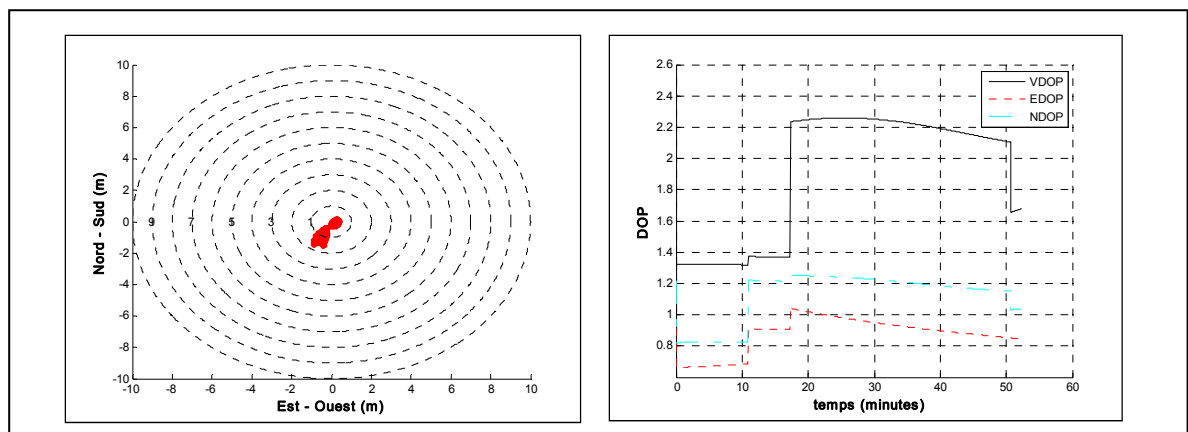 10
8
6
4
2
0
-2
-4
-6
-8
-10
Nord - Sud (m)
9 7 5 3 1
-10 -8 -6 -4 -2 0 2 4 6 8 10
Est - Ouest (m)
2.6
2.4
2.2
2
1.8
1.6
1.4
1.2
1
0.8
DOP
VDOP
EDOP
NDOP
0 10 20 30 40 50 60
temps (minutes)